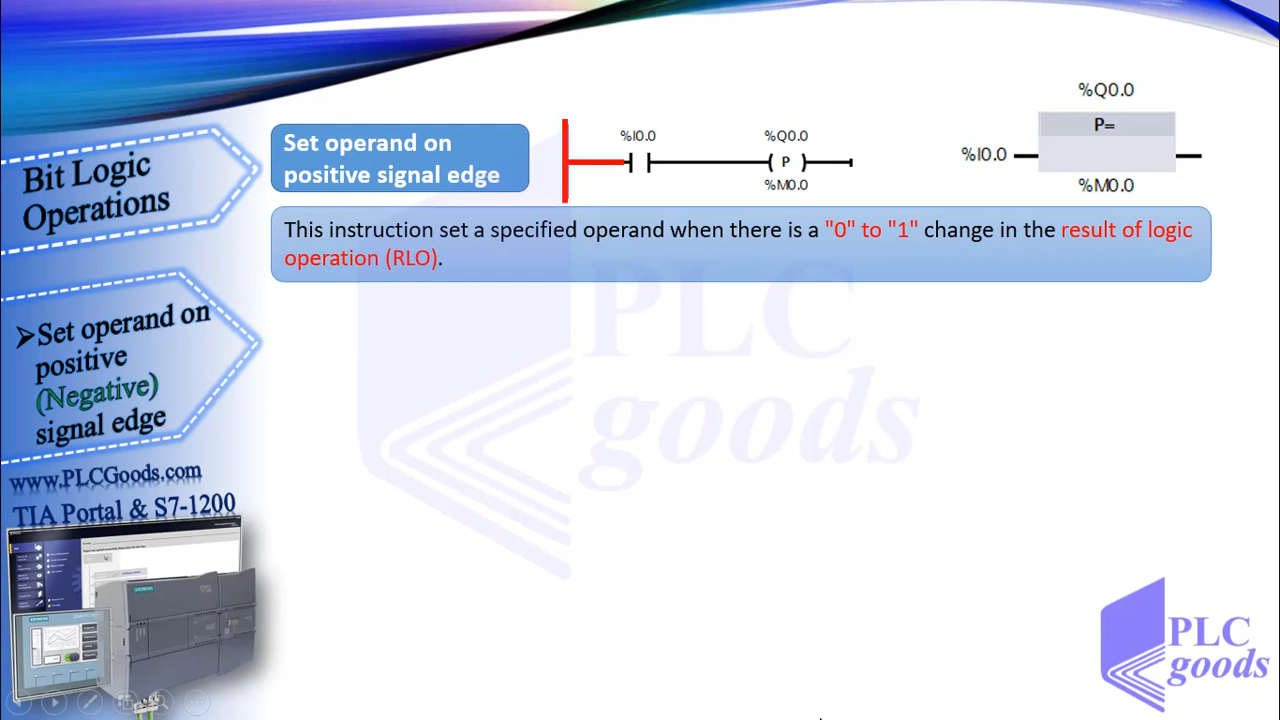 %Q0.0
P=
%I0.0
%M0.0
Set operand on
positive signal edge
%I0.0
%Q0.0
P
%M0.0
This instruction set a specified operand when there is a "0" to "1" change in the result of logic
operation (RLO).
Bit Logic
Operations
➢Set operand on
positive
(Negative)
signal edge
www.PLCGoods.com
TIA Portal & S7-1200
SIEMENS
PLC
goods
PLC
goods